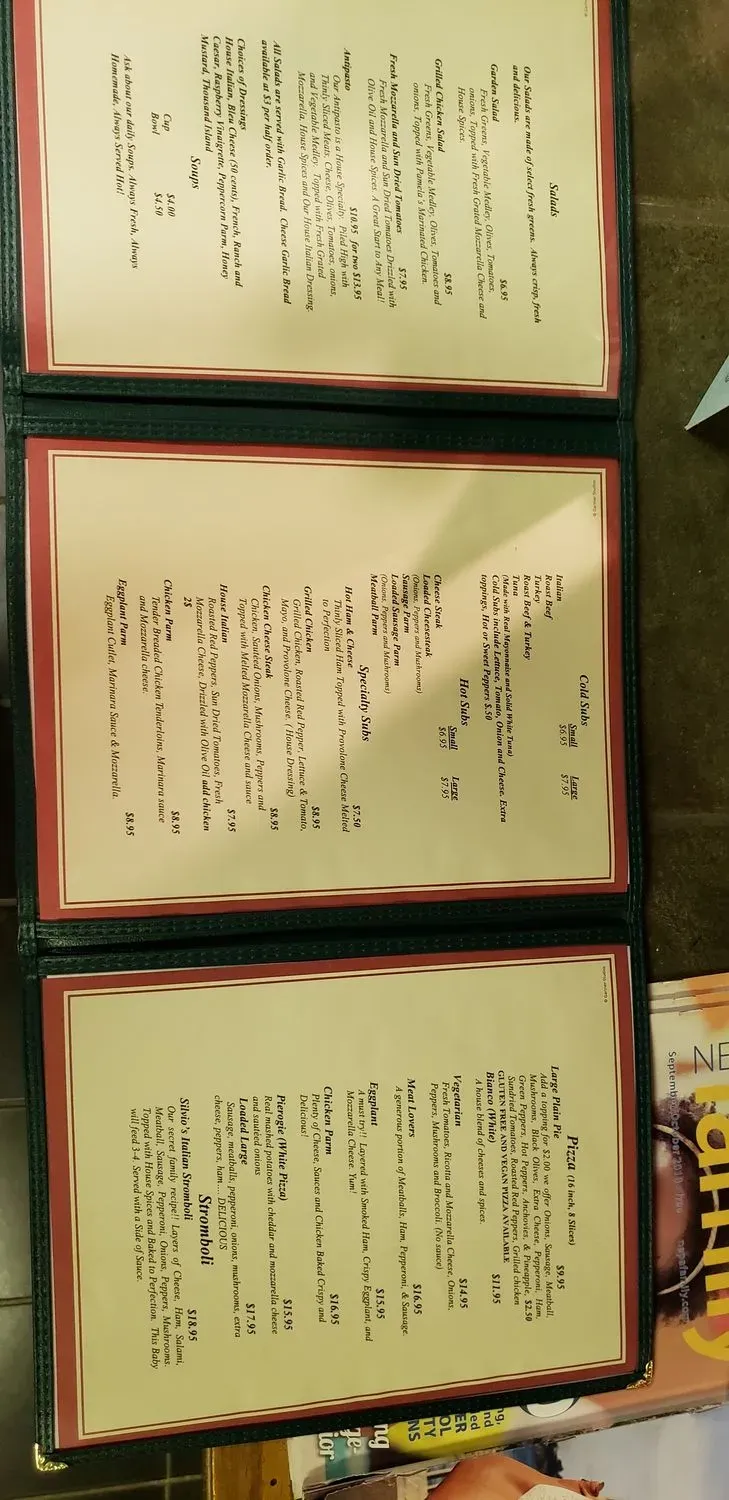 Salads
Our Salads are made of select fresh greens. Always crisp, fresh
and delicious.
Garden Salad $6.95
Fresh Greens, Vegetable Medley, Olives, Tomatoes,
onions, Topped with Fresh Grated Mozzarella Cheese and
House Spices.
Grilled Chicken Salad $8.95
Fresh Greens, Vegetable Medley, Olives, Tomatoes and
onions, Topped with Pamela's Marinated Chicken.
Fresh Mozzarella and Sun Dried Tomatoes $7.95
Fresh Mozzarella and Sun Dried Tomatoes Drizzled with
Olive Oil and House Spices. A Great Start to Any Meal!
Antipasto $10.95 for two $13.95
Our Antipasto is a House Specialty. Piled High with
Thinly Sliced Meats, Cheese, Olives, Tomatoes, onions,
and Vegetable Medley. Topped with Fresh Grated
Mozzarella, House Spices and Our House Italian Dressing.
All Salads are served with Garlic Bread. Cheese Garlic Bread
available at $3 per half order.
Choices of Dressings
House Italian, Bleu Cheese (50 cents), French, Ranch and
Caesar, Raspberry Vinaigrette, Peppercorn Parm, Honey
Mustard, Thousand Island
Soups
Cup $4.00
Bowl $4.50
Ask about our daily Soups. Always Fresh, Always
Homemade, Always Served Hot!
Cold Subs
Small Large
Italian $6.95 $7.95
Roast Beef
Turkey
Roast Beef & Turkey
Tuna
(Made with Real Mayonnaise and Solid White Tuna)
Cold Subs include Lettuce, Tomato, Onion and Cheese. Extra
toppings, Hot or Sweet Peppers $.50
Hot Subs
Small Large
Cheese Steak $6.95 $7.95
Loaded Cheesesteak
(Onions, Peppers and Mushrooms)
Sausage Parm
Loaded Sausage Parm
(Onions, Peppers and Mushrooms)
Meatball Parm
Specialty Subs
Hot Ham & Cheese $7.50
Thinly Sliced Ham Topped with Provolone Cheese Melted
to Perfection
Grilled Chicken $8.95
Grilled Chicken, Roasted Red Pepper, Lettuce & Tomato,
Mayo, and Provolone Cheese. ( House Dressing)
Chicken Cheese Steak $8.95
Chicken, Sautéed Onions, Mushrooms, Peppers and
Topped with Melted Mozzarella Cheese and sauce
House Italian $7.95
Roasted Red Peppers, Sun Dried Tomatoes, Fresh
Mozzarella Cheese, Drizzled with Olive Oil add chicken
2$
Chicken Parm $8.95
Tender Breaded Chicken Tenderloins, Marinara sauce
and Mozzarella cheese.
Eggplant Parm $8.95
Eggplant Cutlet, Marinara Sauce & Mozzarella.
Pizza (16 inch, 8 Slices)
Large Plain Pie $9.95
Add a topping for $2.00 we offer Onions, Sausage, Meatball,
Mushrooms, Black Olives, Extra Cheese, Pepperoni, Ham,
Green Peppers, Hot Peppers, Anchovies, & Pineapple, $2.50
Sundried Tomatoes, Roasted Red Peppers, Grilled chicken
GLUTEN FREE AND VEGAN PIZZA AVAILABLE
Bianco (White) $11.95
A house blend of cheeses and spices.
Vegetarian $14.95
Fresh Tomatoes, Ricotta and Mozzarella Cheese, Onions,
Peppers, Mushrooms and Broccoli. (No sauce)
Meat Lovers $16.95
A generous portion of Meatballs, Ham, Pepperoni, & Sausage.
Eggplant $15.95
A must try!! Layered with Smoked Ham, Crispy Eggplant, and
Mozzarella Cheese. Yum!
Chicken Parm $16.95
Plenty of Cheese, Sauces and Chicken Baked Crispy and
Delicious!
Pierogie (White Pizza) $15.95
Real mashed potatoes with cheddar and mozzarella cheese
and sautéed onions
Loaded Large $17.95
Sausage, meatballs, pepperoni, onions, mushrooms, extra
cheese, peppers, ham.... DELICIOUS
Stromboli
Silvio's Italian Stromboli $18.95
Our secret family recipe!! Layers of Cheese, Ham, Salami,
Meatball, Sausage, Pepperoni, Onions, Peppers, Mushrooms.
Topped with House Spices and Baked to Perfection. This Baby
will feed 3-4. Served with a Side of Sauce.
NE